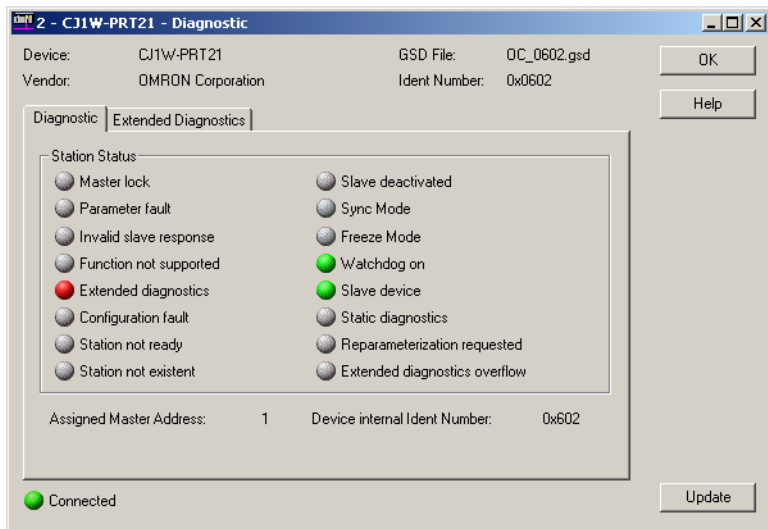 2 - CJ1W-PRT21 - Diagnostic
Device: CJ1W-PRT21 GSD File: OC_0602.gsd OK
Vendor: OMRON Corporation Ident Number: 0x0602
Help
Diagnostic Extended Diagnostics
Station Status
Master lock Slave deactivated
Parameter fault Sync Mode
Invalid slave response Freeze Mode
Function not supported Watchdog on
Extended diagnostics Slave device
Configuration fault Static diagnostics
Station not ready Reparameterization requested
Station not existent Extended diagnostics overflow
Assigned Master Address: 1 Device internal Ident Number: 0x602
Connected Update